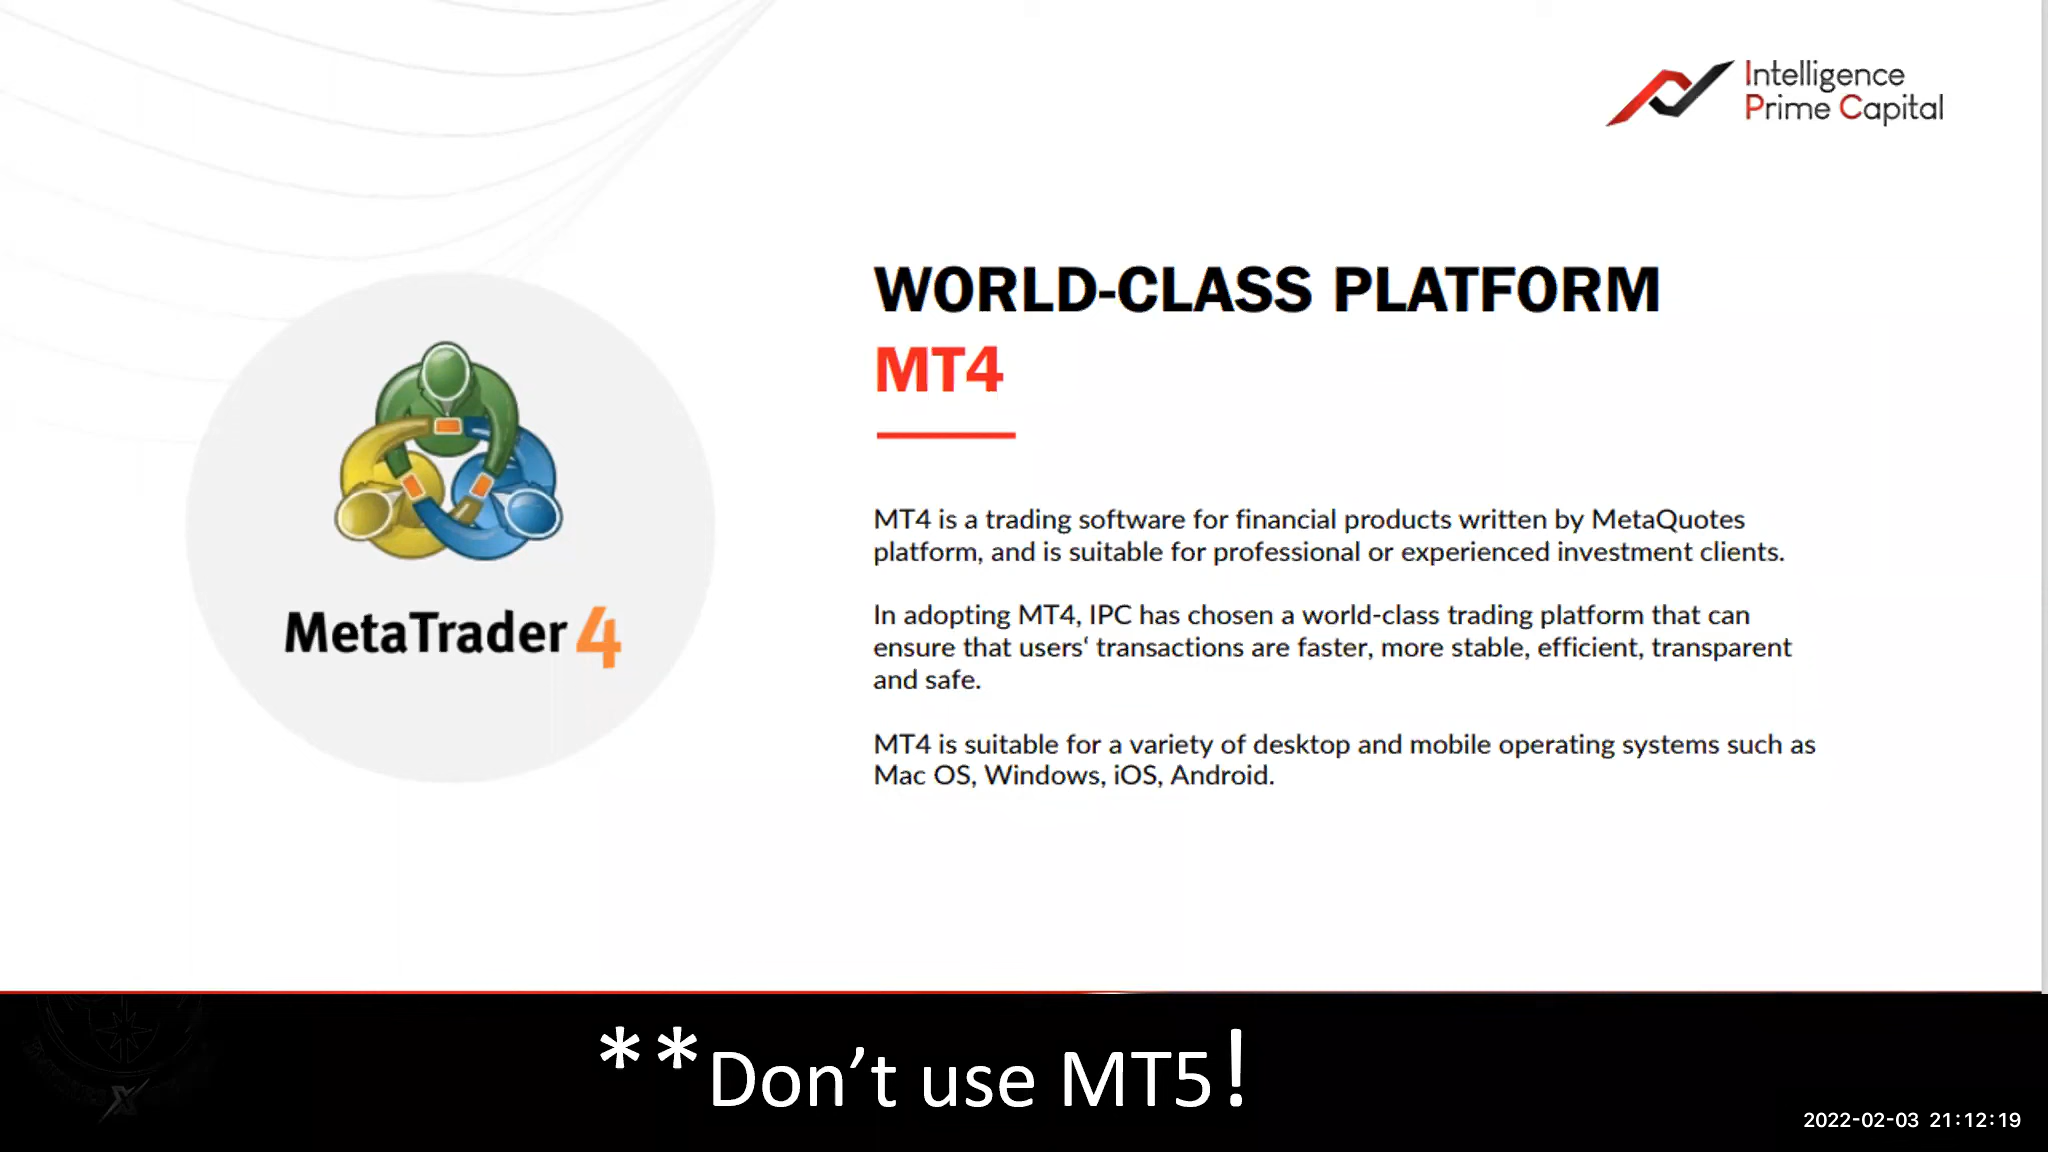 Intelligence
Prime Capital
WORLD-CLASS PLATFORM
MT4
MT4 is a trading software for financial products written by MetaQuotes
platform, and is suitable for professional or experienced investment clients.
In adopting MT4, IPC has chosen a world-class trading platform that can
ensure that users‘ transactions are faster, more stable, efficient, transparent
and safe.
MT4 is suitable for a variety of desktop and mobile operating systems such as
Mac OS, Windows, iOS, Android.
MetaTrader 4
**Don’t use MT5!
2022-02-03 21:12:19